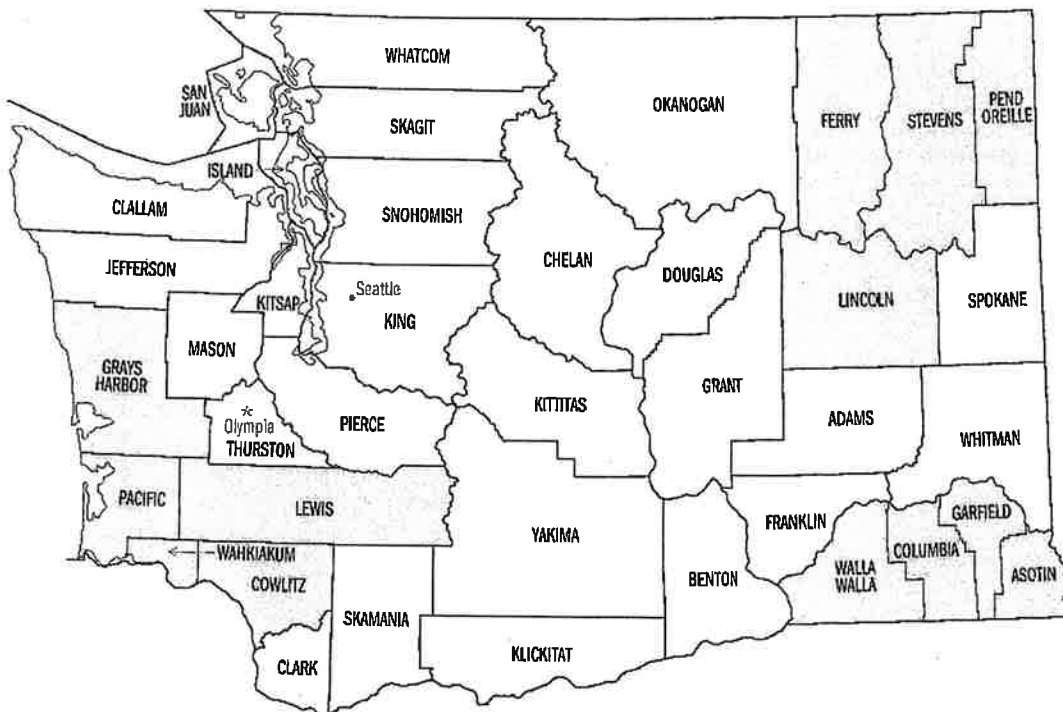 WHATCOM
SAN
JUAN
SKAGIT
OKANOGAN
FERRY
STEVENS
PEND
OREILLE
ISLAND
CLALLAM
SNOHOMISH
CHELAN
DOUGLAS
JEFFERSON
KITSAP
Seattle
KING
LINCOLN
SPOKANE
MASON
GRAYS
HARBOR
Olympia
THURSTON
PIERCE
KITTITAS
GRANT
ADAMS
WHITMAN
PACIFIC
LEWIS
YAKIMA
FRANKLIN
GARFIELD
WAHKIAKUM
COWLITZ
BENTON
WALLA
WALLA
COLUMBIA
ASOTIN
SKAMANIA
CLARK
KLICKITAT